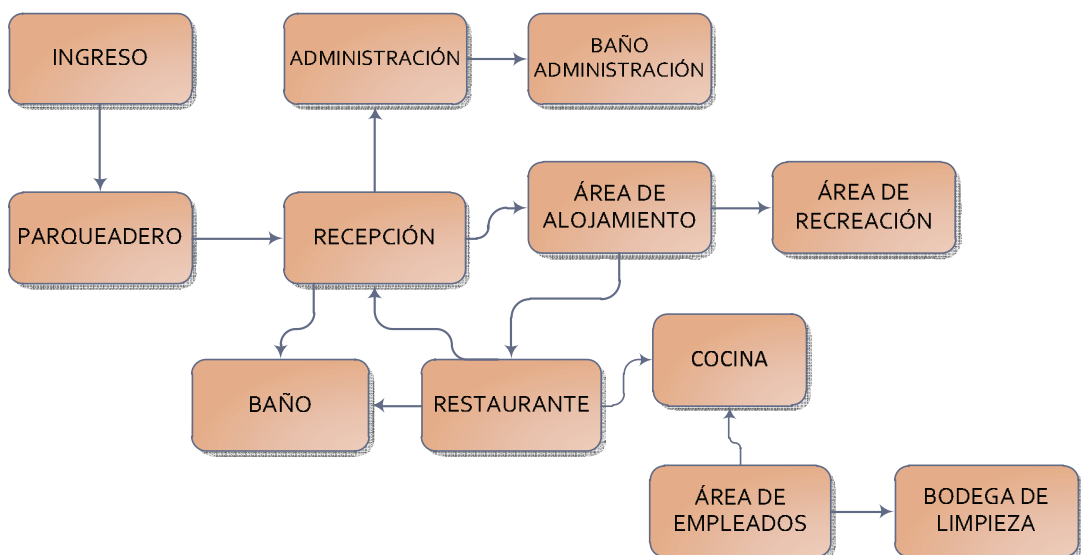 INGRESO
ADMINISTRACIÓN
BAÑO
ADMINISTRACIÓN
PARQUEADERO
RECEPCIÓN
ÁREA DE
ALOJAMIENTO
ÁREA DE
RECREACIÓN
BAÑO
RESTAURANTE
COCINA
ÁREA DE
EMPLEADOS
BODEGA DE
LIMPIEZA